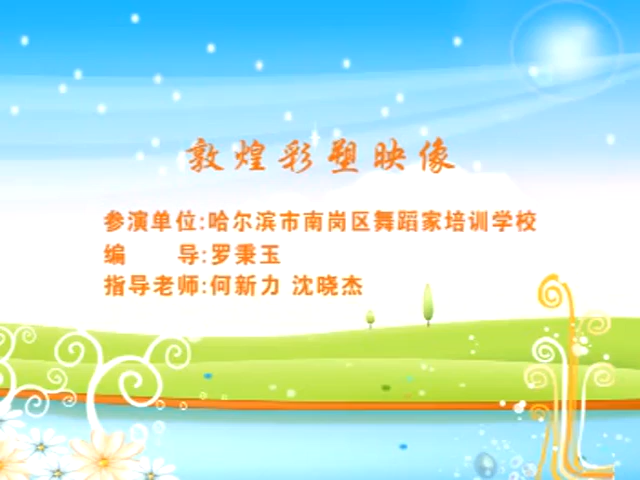 敦煌彩塑映像
参演单位:哈尔滨市南岗区舞蹈家培训学校
编　　导:罗秉玉
指导老师:何新力 沈晓杰